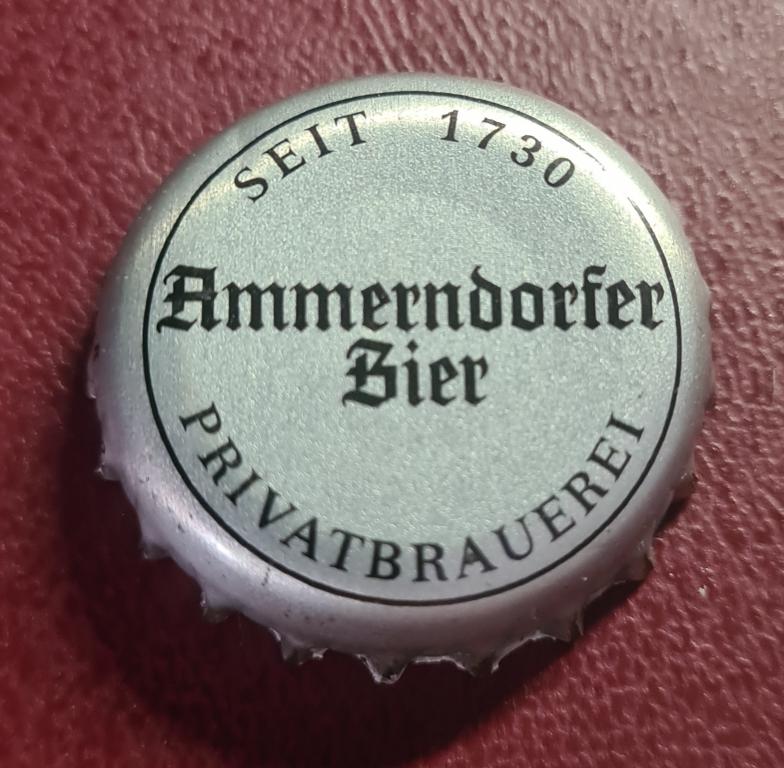 SEIT 1730
Ammerndorfer
Bier
PRIVATBRAUEREI